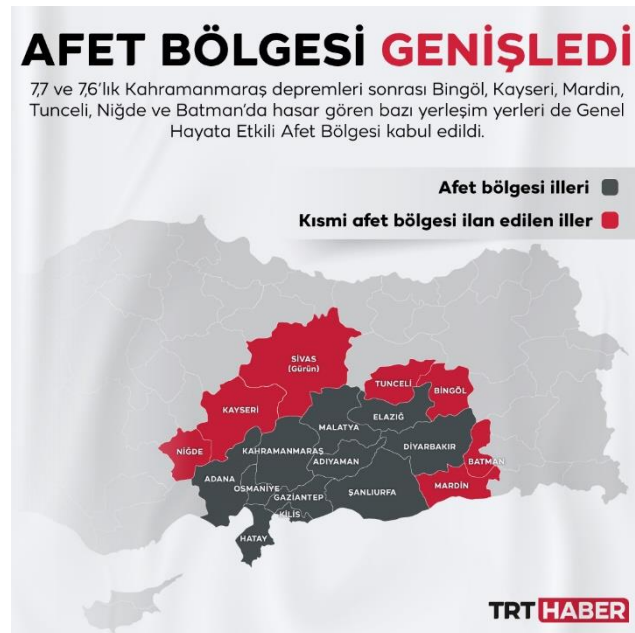 AFET BÖLGESİ GENİŞLEDİ
7,7 ve 7,6'lık Kahramanmaraş depremleri sonrası Bingöl, Kayseri, Mardin,
Tunceli, Niğde ve Batman'da hasar gören bazı yerleşim yerleri de Genel
Hayata Etkili Afet Bölgesi kabul edildi.
Afet bölgesi illeri
Kısmi afet bölgesi ilan edilen iller
SİVAS
(Gürün)
TUNCELİ
BİNGÖL
KAYSERİ
ELAZIĞ
MALATYA
DİYARBAKIR
KAHRAMANMARAŞ
NİĞDE
ADIYAMAN
BATMAN
ADANA
MARDİN
OSMANİYE
GAZİANTEP
ŞANLIURFA
KİLİS
HATAY
TRT HABER